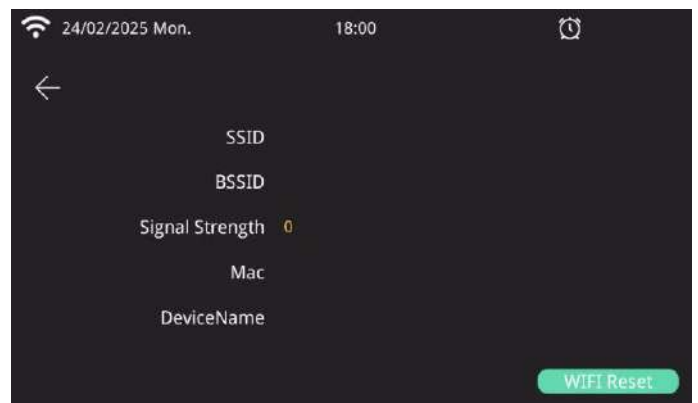 24/02/2025 Mon. 18:00
SSID
BSSID
Signal Strength 0
Mac
DeviceName
WIFI Reset